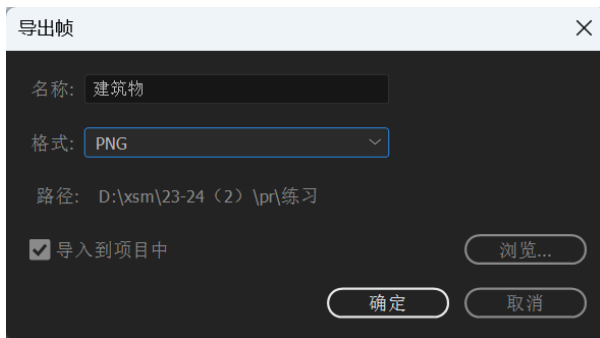 导出帧
名称: 建筑物
格式: PNG
路径: D:\xsm\23-24（2）\pr\练习
导入到项目中 浏览...
确定 取消